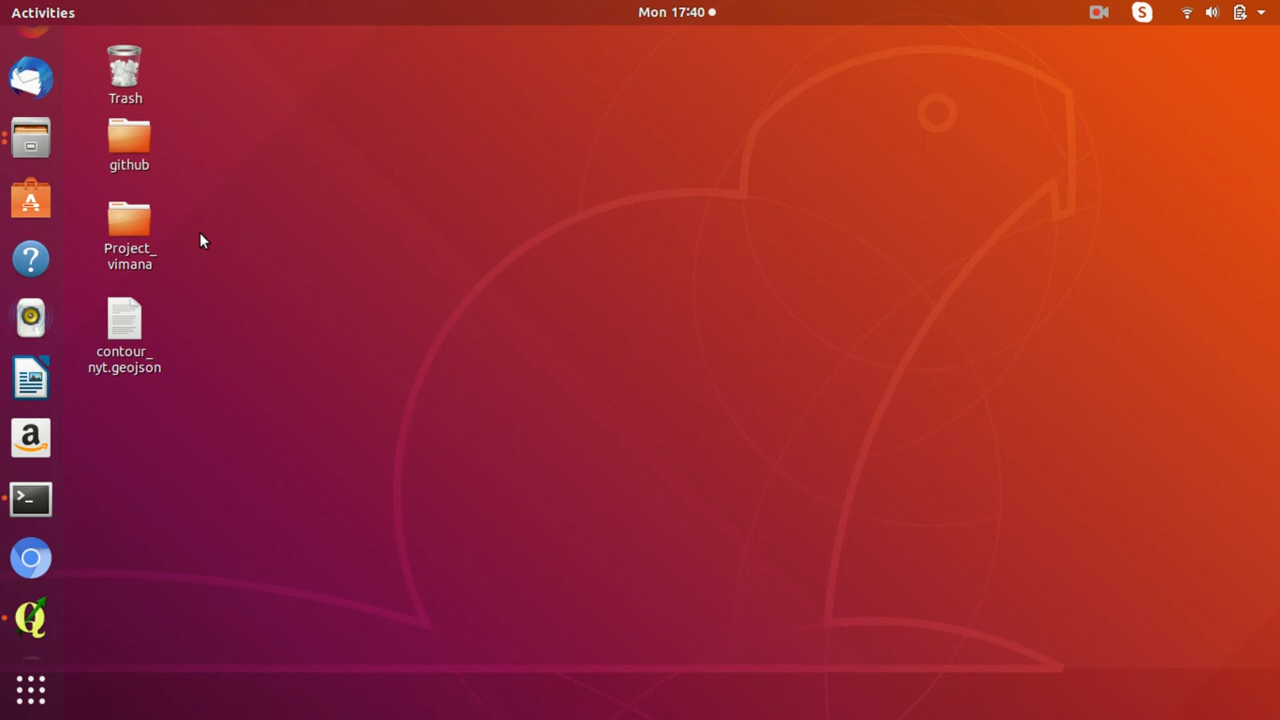 Activities
Mon 17:40
Trash
github
Project_
vimana
contour_
nyt.geojson